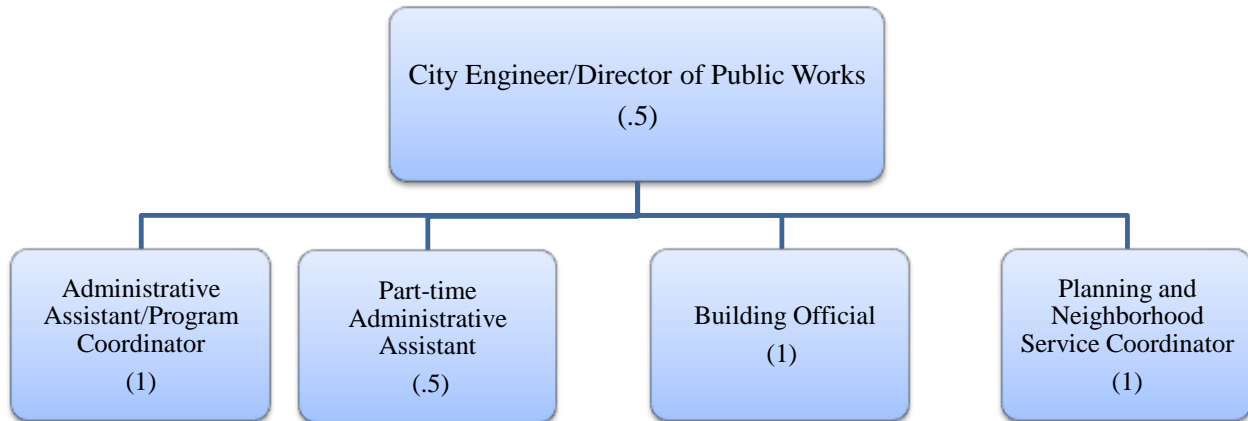 City Engineer/Director of Public Works
(.5)
Administrative
Assistant/Program
Coordinator
(1)
Part-time
Administrative
Assistant
(.5)
Building Official
(1)
Planning and
Neighborhood
Service Coordinator
(1)